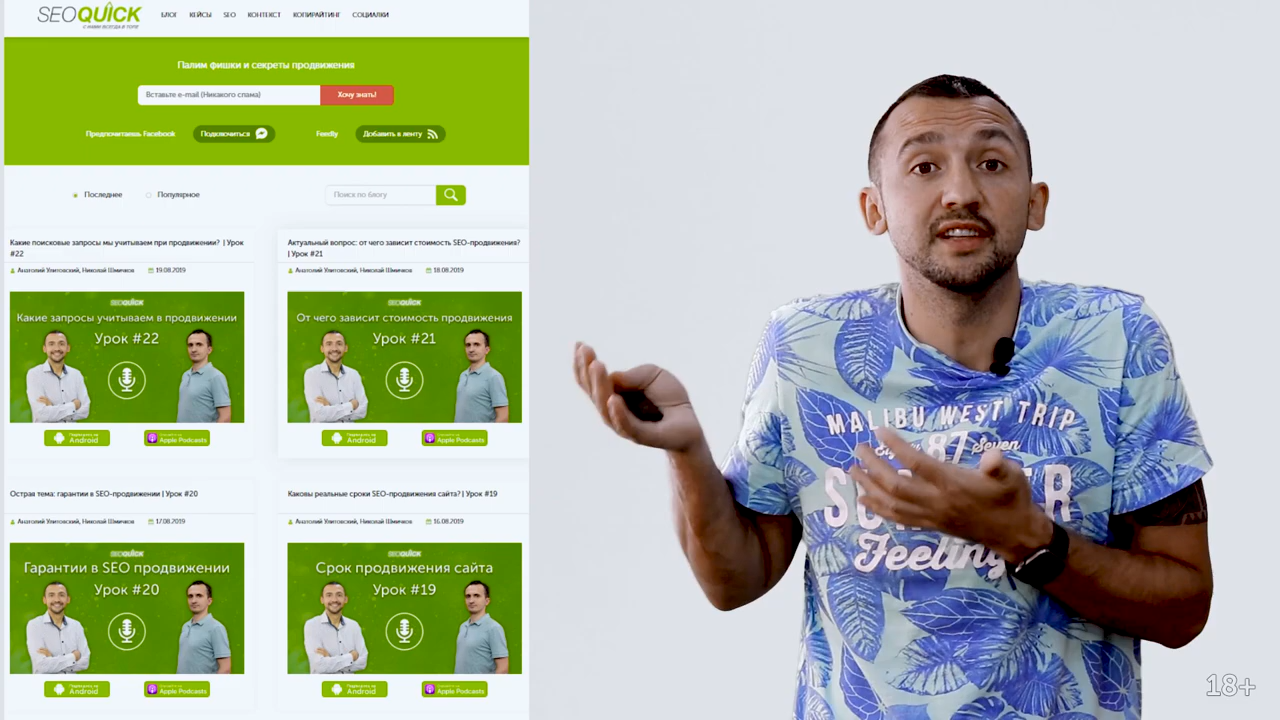 SEOQUICK
С НАМИ ВСЕГДА В ТОПЕ
БЛОГ КЕЙСЫ SEO КОНТЕКСТ КОПИРАЙТИНГ СОЦИАЛКИ
Палим фишки и секреты продвижения
Вставьте e-mail (Никакого спама) Хочу знать!
Предпочитаешь Facebook Подключиться Feedly Добавить в ленту
Последнее Популярное Поиск по блогу
Какие поисковые запросы мы учитываем при продвижении? | Урок
#22
Анатолий Улитовский, Николай Шмичков 19.08.2019
SEOQUICK
Какие запросы учитываем в продвижении
Урок #22
Android
Apple Podcasts
Актуальный вопрос: от чего зависит стоимость SEO-продвижения?
| Урок #21
Анатолий Улитовский, Николай Шмичков 18.08.2019
SEOQUICK
От чего зависит стоимость продвижения
Урок #21
Android
Apple Podcasts
Острая тема: гарантии в SEO-продвижении | Урок #20
Анатолий Улитовский, Николай Шмичков 17.08.2019
SEOQUICK
Гарантии в SEO продвижении
Урок #20
Android
Apple Podcasts
Каковы реальные сроки SEO-продвижения сайта? | Урок #19
Анатолий Улитовский, Николай Шмичков 16.08.2019
SEOQUICK
Срок продвижения сайта
Урок #19
Android
Apple Podcasts
MALIBU WEST TRIP
87 Seven
Feeling
18+